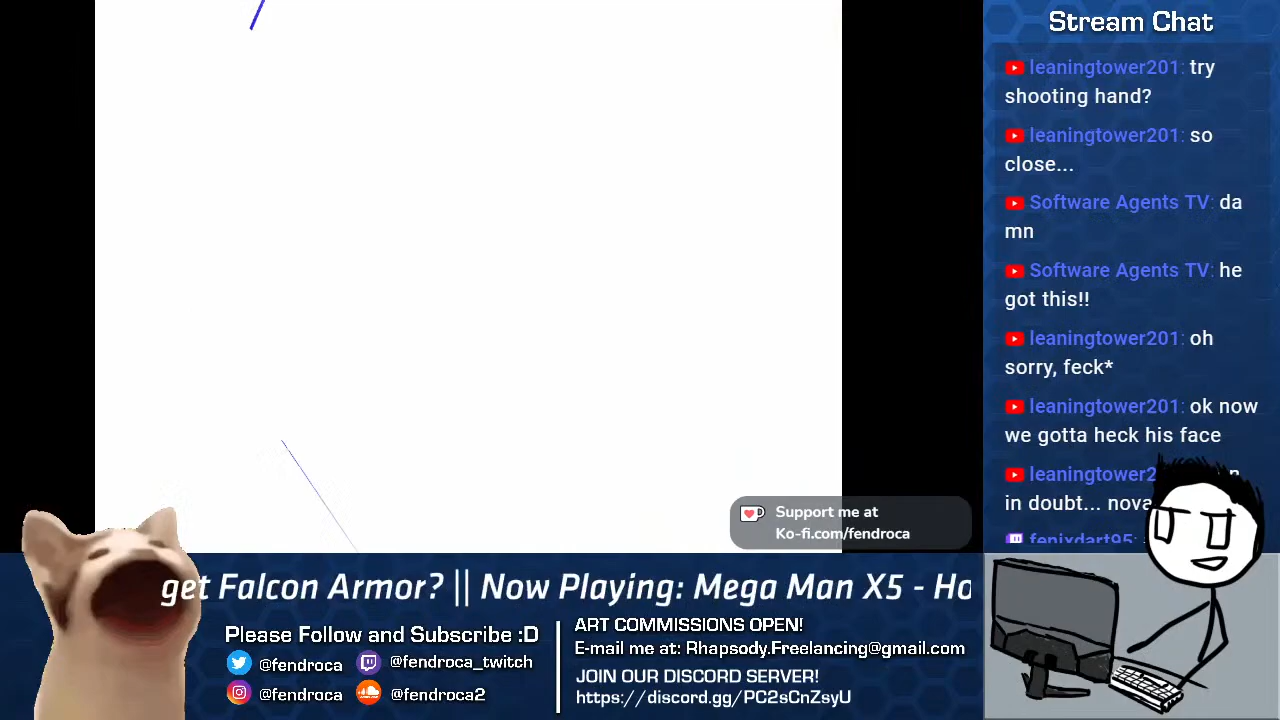 Stream Chat
leaningtower201: try
shooting hand?
leaningtower201: so
close...
Software Agents TV: da
mn
Software Agents TV: he
got this!!
leaningtower201: oh
sorry, feck*
leaningtower201: ok now
we gotta heck his face
in doubt... nova
fenixdart95:
Support me at
Ko-fi.com/fendroca
get Falcon Armor? || Now Playing: Mega Man X5 - Ho
Please Follow and Subscribe :D
@fendroca
@fendroca_twitch
@fendroca
@fendroca2
ART COMMISSIONS OPEN!
E-mail me at: Rhapsody.Freelancing@gmail.com
JOIN OUR DISCORD SERVER!
https://discord.gg/PC2sCnZsyU